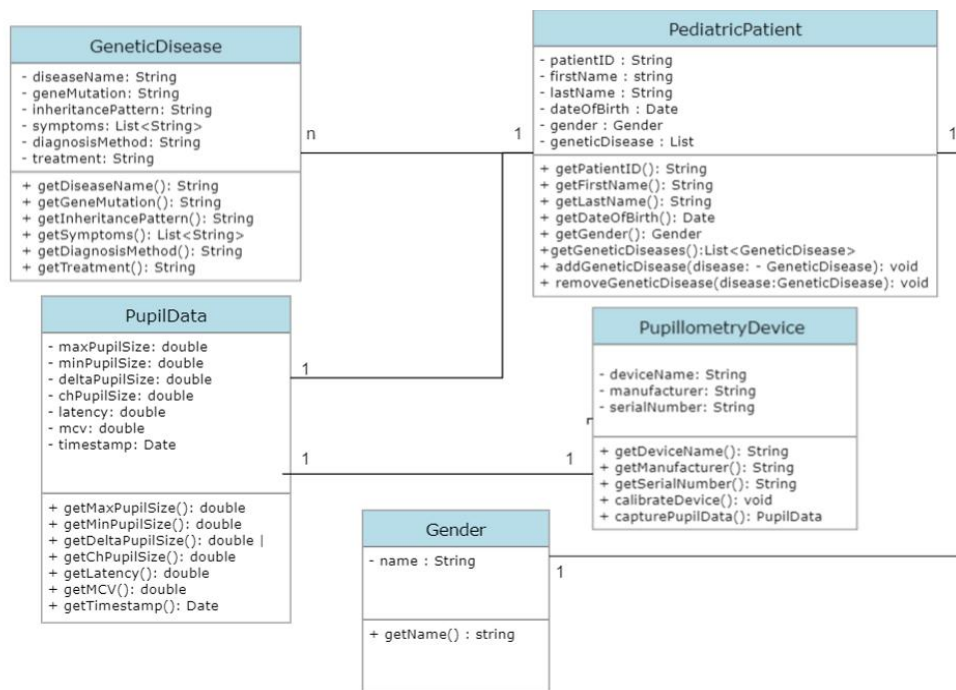 GeneticDisease
- diseaseName: String
- geneMutation: String
- inheritancePattern: String
- symptoms: List<String>
- diagnosisMethod: String
- treatment: String
+ getDiseaseName(): String
+ getGeneMutation(): String
+ getInheritancePattern(): String
+ getSymptoms(): List<String>
+ getDiagnosisMethod(): String
+ getTreatment(): String
n
1
PediatricPatient
- patientID : String
- firstName : string
- lastName : String
- dateOfBirth : Date
- gender : Gender
- geneticDisease : List
+ getPatientID(): String
+ getFirstName(): String
+ getLastName(): String
+ getDateOfBirth(): Date
+ getGender(): Gender
+getGeneticDiseases():List<GeneticDisease>
+ addGeneticDisease(disease: - GeneticDisease): void
+ removeGeneticDisease(disease:GeneticDisease): void
1
PupilData
- maxPupilSize: double
- minPupilSize: double
- deltaPupilSize: double
- chPupilSize: double
- latency: double
- mcv: double
- timestamp: Date
+ getMaxPupilSize(): double
+ getMinPupilSize(): double
+ getDeltaPupilSize(): double |
+ getChPupilSize(): double
+ getLatency(): double
+ getMCV(): double
+ getTimestamp(): Date
1
1
1
PupillometryDevice
- deviceName: String
- manufacturer: String
- serialNumber: String
+ getDeviceName(): String
+ getManufacturer(): String
+ getSerialNumber(): String
+ calibrateDevice(): void
+ capturePupilData(): PupilData
Gender
- name : String
+ getName() : string
1